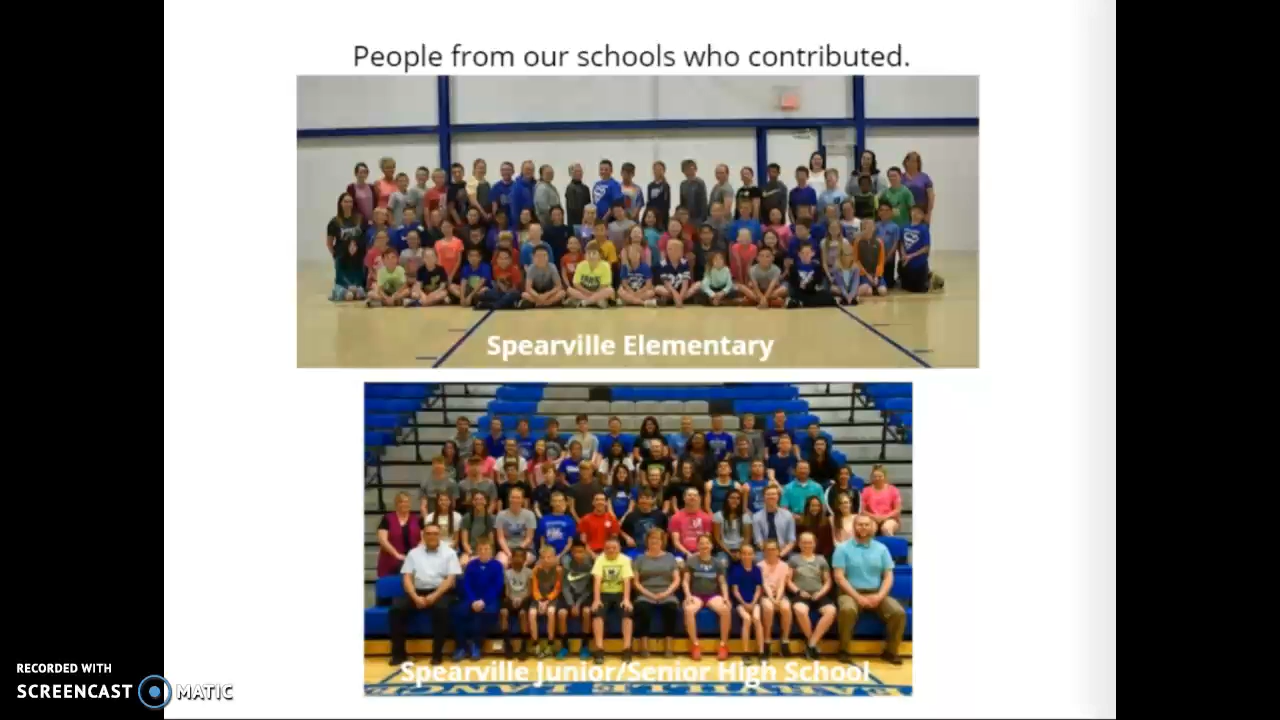 People from our schools who contributed.
Spearville Elementary
Spearville Junior/Senior High School
RECORDED WITH
SCREENCAST MATIC